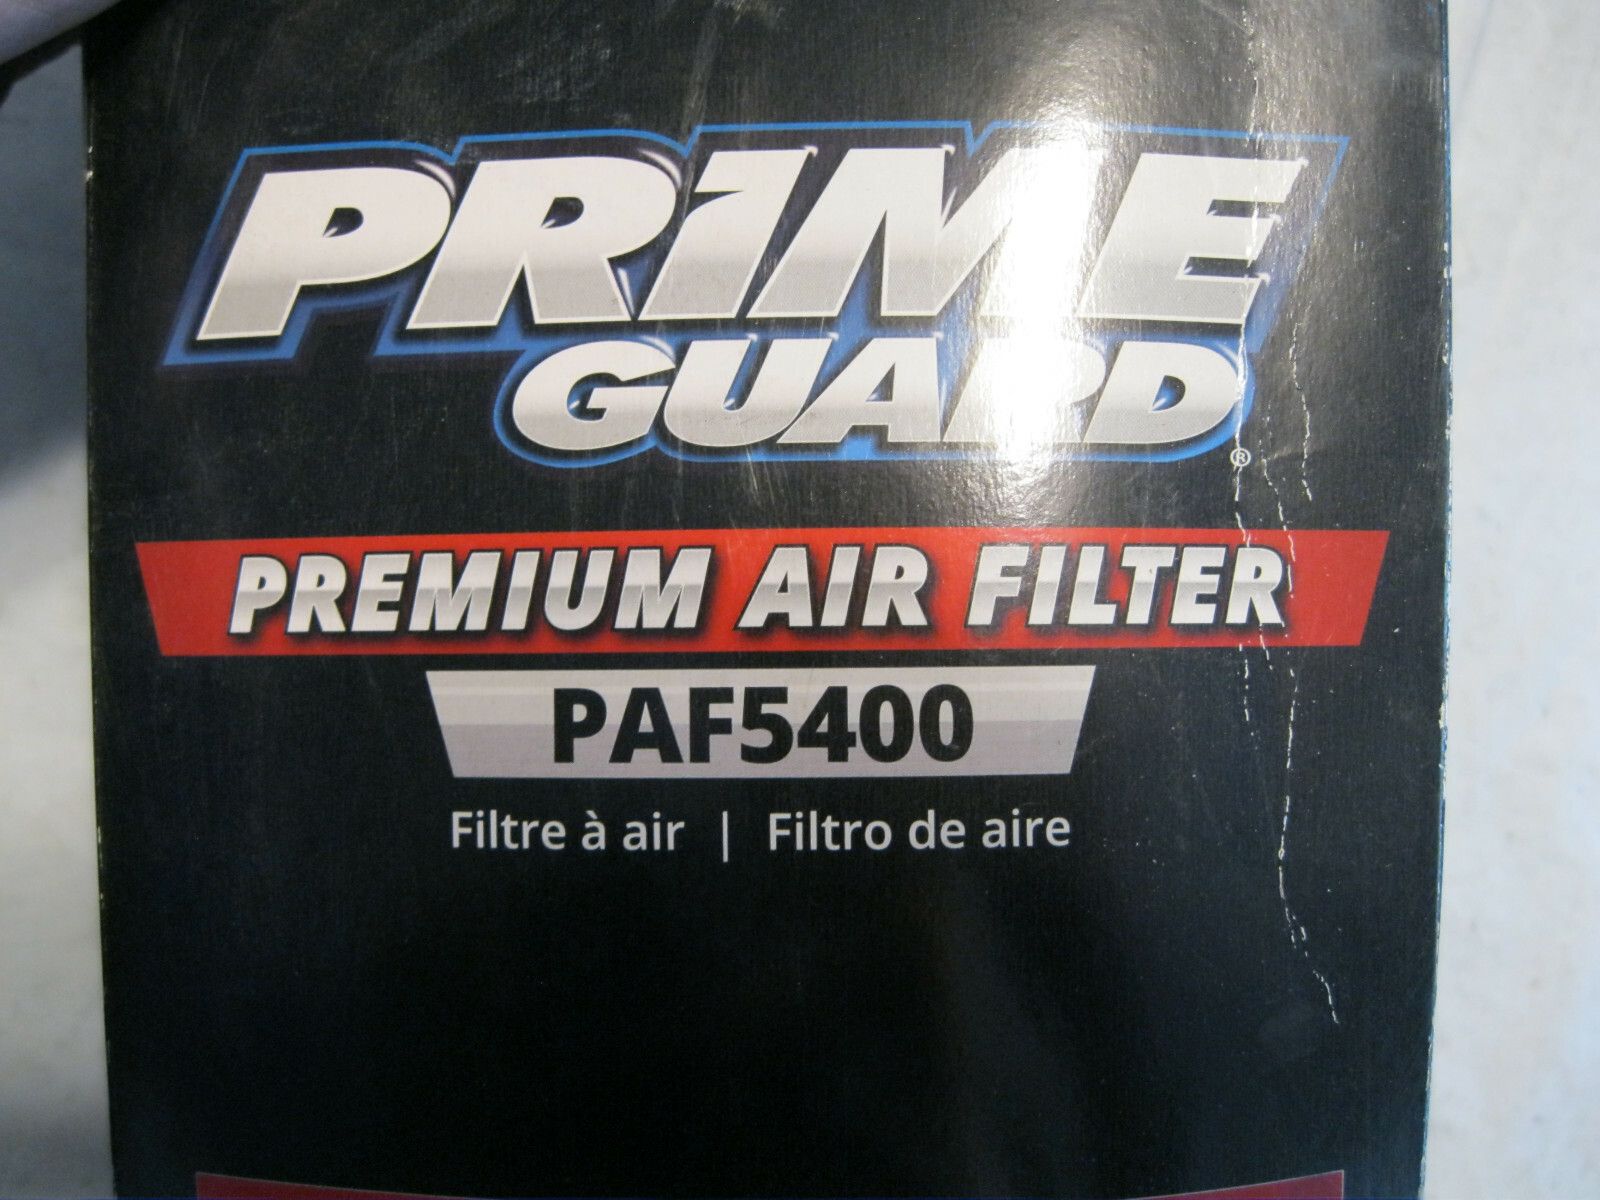 PRIME
GUARD®
PREMIUM AIR FILTER
PAF5400
Filtre à air | Filtro de aire